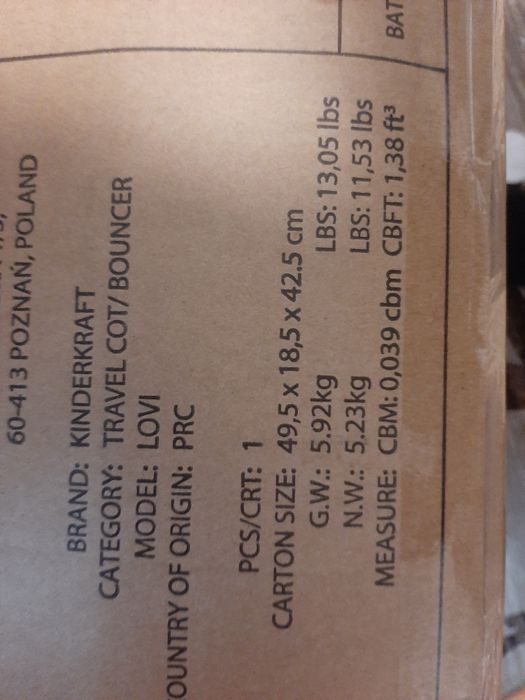 60-413 POZNAŃ, POLAND
BRAND: KINDERKRAFT
CATEGORY: TRAVEL COT/ BOUNCER
MODEL: LOVI
OUNTRY OF ORIGIN: PRC
PCS/CRT: 1
CARTON SIZE: 49,5 x 18,5 x 42.5 cm
G.W.: 5.92kg LBS: 13,05 lbs
N.W.: 5.23kg LBS: 11,53 lbs
MEASURE: CBM: 0,039 cbm CBFT: 1,38 ft³
BAT